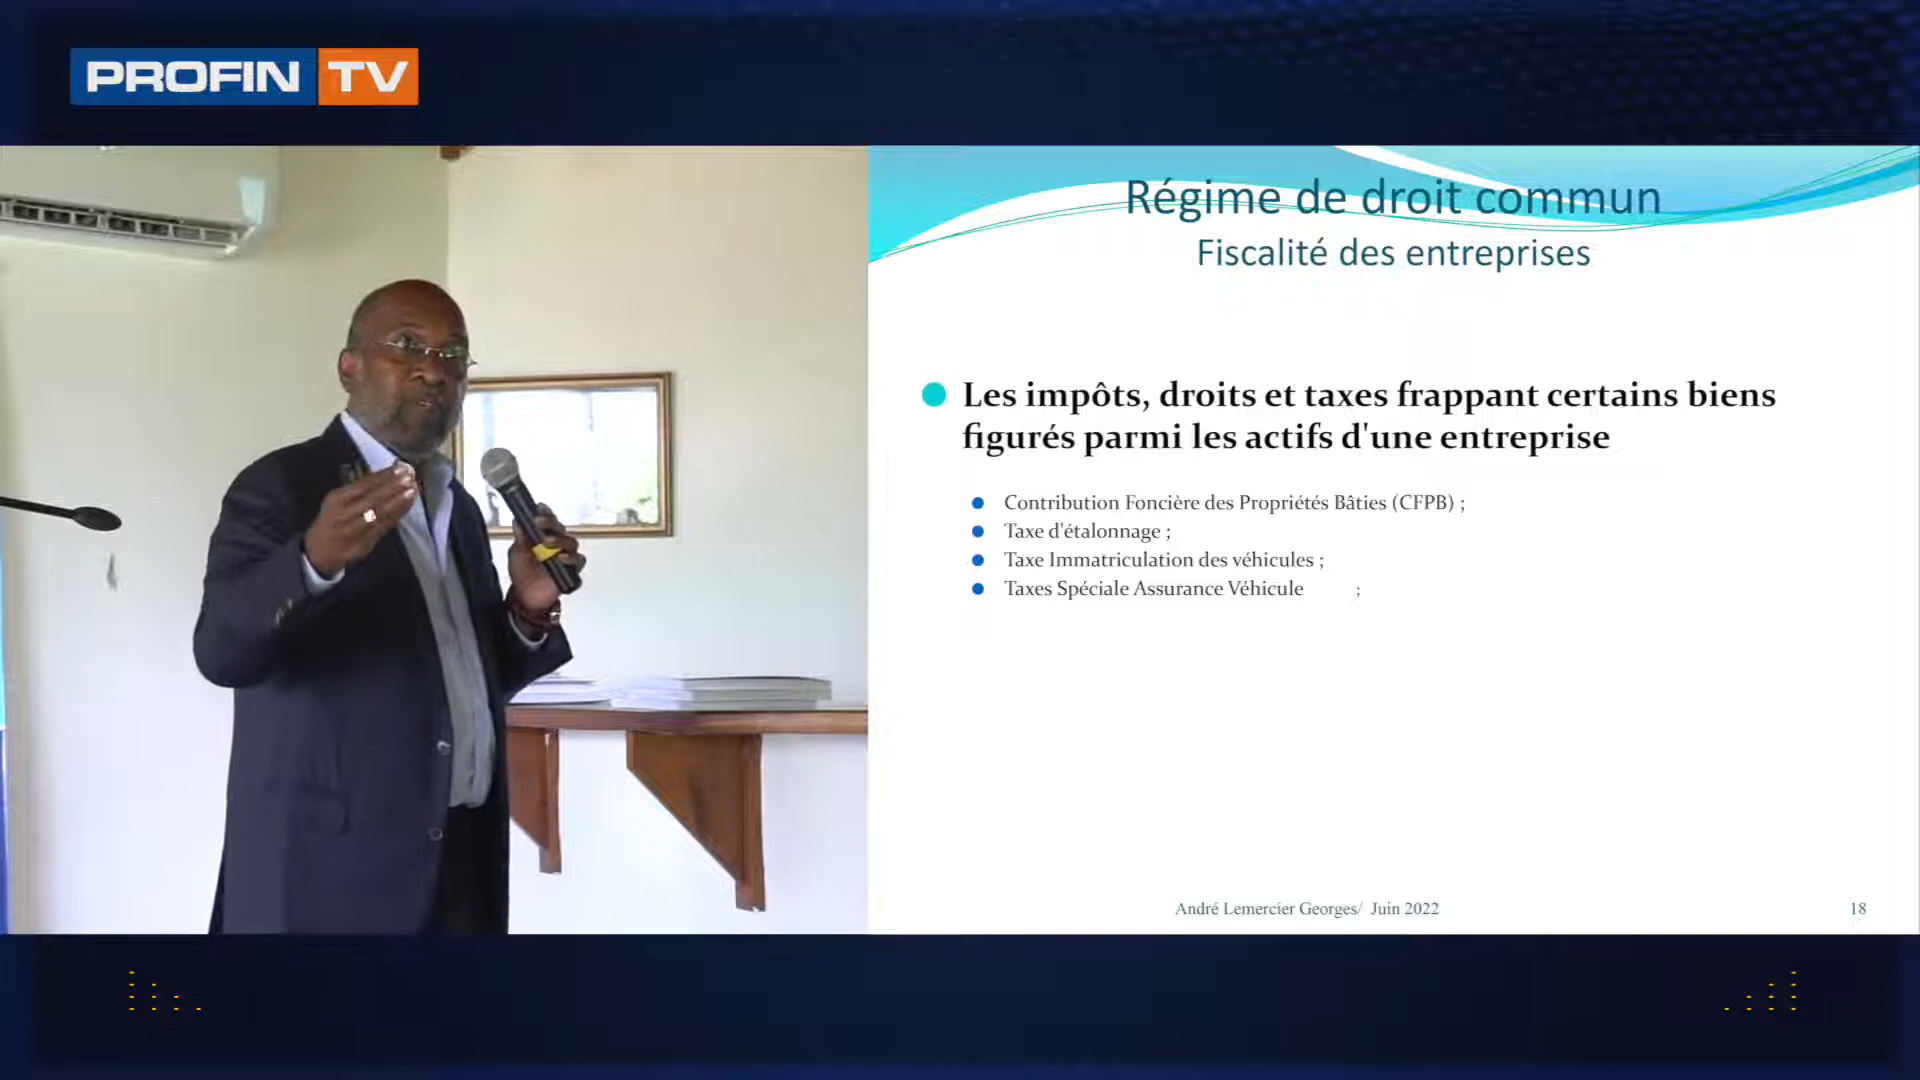 PROFIN TV
Régime de droit commun
Fiscalité des entreprises
Les impôts, droits et taxes frappant certains biens
figurés parmi les actifs d'une entreprise
Contribution Foncière des Propriétés Bâties (CFPB) ;
Taxe d'étalonnage ;
Taxe Immatriculation des véhicules ;
Taxes Spéciale Assurance Véhicule ;
André Lemercier Georges/ Juin 2022
18